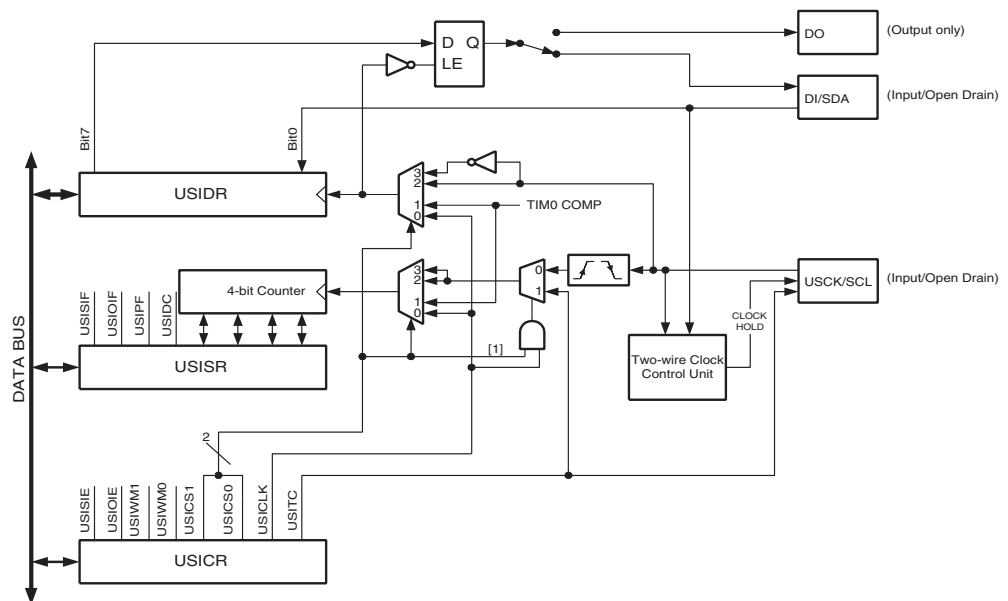 D Q
LE
DO
(Output only)
DI/SDA
(Input/Open Drain)
Bit7
Bit0
USIDR
3
2
1
0
TIM0 COMP
DATA BUS
4-bit Counter
3
2
1
0
0
1
USCK/SCL
(Input/Open Drain)
CLOCK
HOLD
USISIF
USIOIF
USIPF
USIDC
USISR
[1]
Two-wire Clock
Control Unit
2
USISIE
USIOIE
USIWM1
USIWM0
USICS1
USICS0
USICLK
USITC
USICR